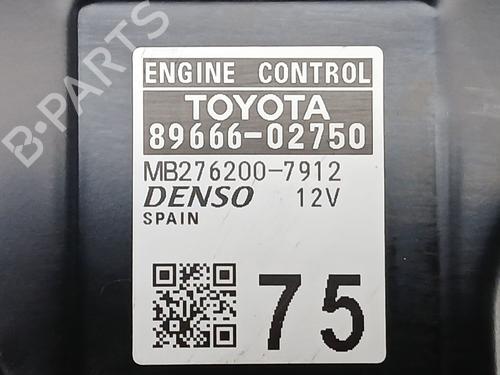 B-PARTS
ENGINE CONTROL
TOYOTA
89666-02750
MB276200-7912
DENSO 12V
SPAIN
75